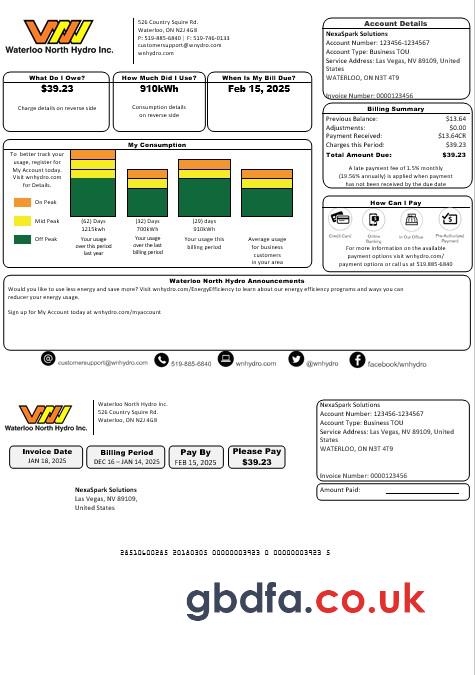 Waterloo North Hydro Inc.
526 Country Squire Rd.
Waterloo, ON N2J 4G8
P: 519-885-6840 | F: 519-746-0133
customersupport@wnhydro.com
wnhydro.com
Account Details
NexaSpark Solutions
Account Number: 123456-1234567
Account Type: Business TOU
Service Address: Las Vegas, NV 89109, United
States
WATERLOO, ON N3T 4T9
Invoice Number: 0000123456
What Do I Owe?
$39.23
Charge details on reverse side
How Much Did I Use?
910kWh
Consumption details
on reverse side
When Is My Bill Due?
Feb 15, 2025
Billing Summary
Previous Balance: $13.64
Adjustments: $0.00
Payment Received: $13.64CR
Charges this Period: $39.23
Total Amount Due: $39.23
A late payment fee of 1.5% monthly
(19.56% annually) is applied when payment
has not been received by the due date
My Consumption
To better track your
usage, register for
My Account today.
Visit wnhydro.com
for Details.
On Peak
Mid Peak
Off Peak
(62) Days
1215kwh
Your usage
over this period
last year
(32) Days
700kWh
Your usage
over the last
billing period
(29) days
910kWh
Your usage this
billing period
Average usage
for business
customers
in your area
How Can I Pay
Credit Card
Online
Banking
In Our Office
Pre-Authorized
Payment
For more information on the available
payment options visit wnhydro.com/
payment options or call us at 519.885-6840
Waterloo North Hydro Announcements
Would you like to use less energy and save more? Visit wnhydro.com/EnergyEfficiency to learn about our energy efficiency programs and ways you can
reduce your energy usage.
Sign up for My Account today at wnhydro.com/myaccount
customersupport@wnhydro.com
519-885-6840
wnhydro.com
@wnhydro
facebook/wnhydro
Waterloo North Hydro Inc.
Waterloo North Hydro Inc.
526 Country Squire Rd.
Waterloo, ON N2J 4G8
NexaSpark Solutions
Account Number: 123456-1234567
Account Type: Business TOU
Service Address: Las Vegas, NV 89109, United
States
WATERLOO, ON N3T 4T9
Invoice Number: 0000123456
Invoice Date
JAN 18, 2025
Billing Period
DEC 16 – JAN 14, 2025
Pay By
FEB 15, 2025
Please Pay
$39.23
Amount Paid:
NexaSpark Solutions
Las Vegas, NV 89109,
United States
26510600265 20180305 00000003923 0 00000003923 5
gbdfa.co.uk